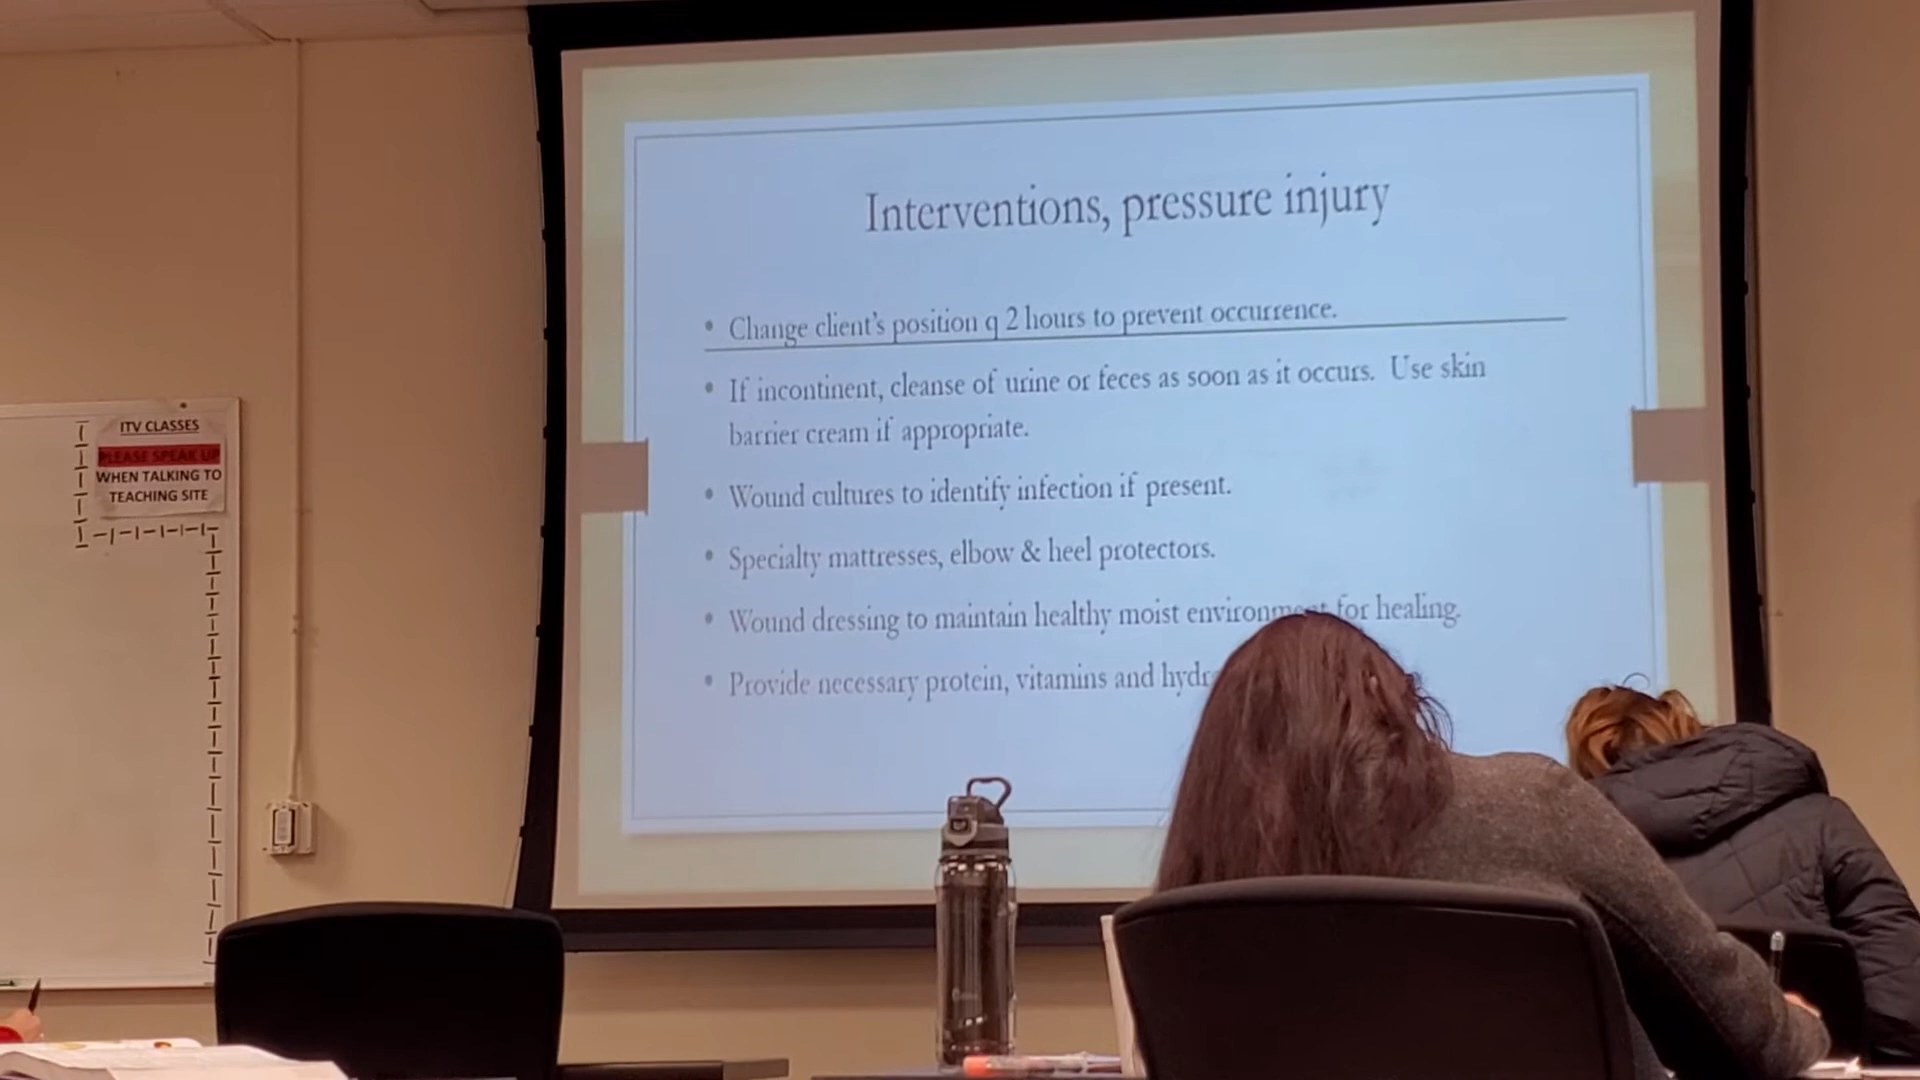 ITV CLASSES
PLEASE SPEAK UP
WHEN TALKING TO
TEACHING SITE
Interventions, pressure injury
• Change client's position q 2 hours to prevent occurrence.
• If incontinent, cleanse of urine or feces as soon as it occurs. Use skin
barrier cream if appropriate.
• Wound cultures to identify infection if present.
• Specialty mattresses, elbow & heel protectors.
• Wound dressing to maintain healthy moist environment for healing.
• Provide necessary protein, vitamins and